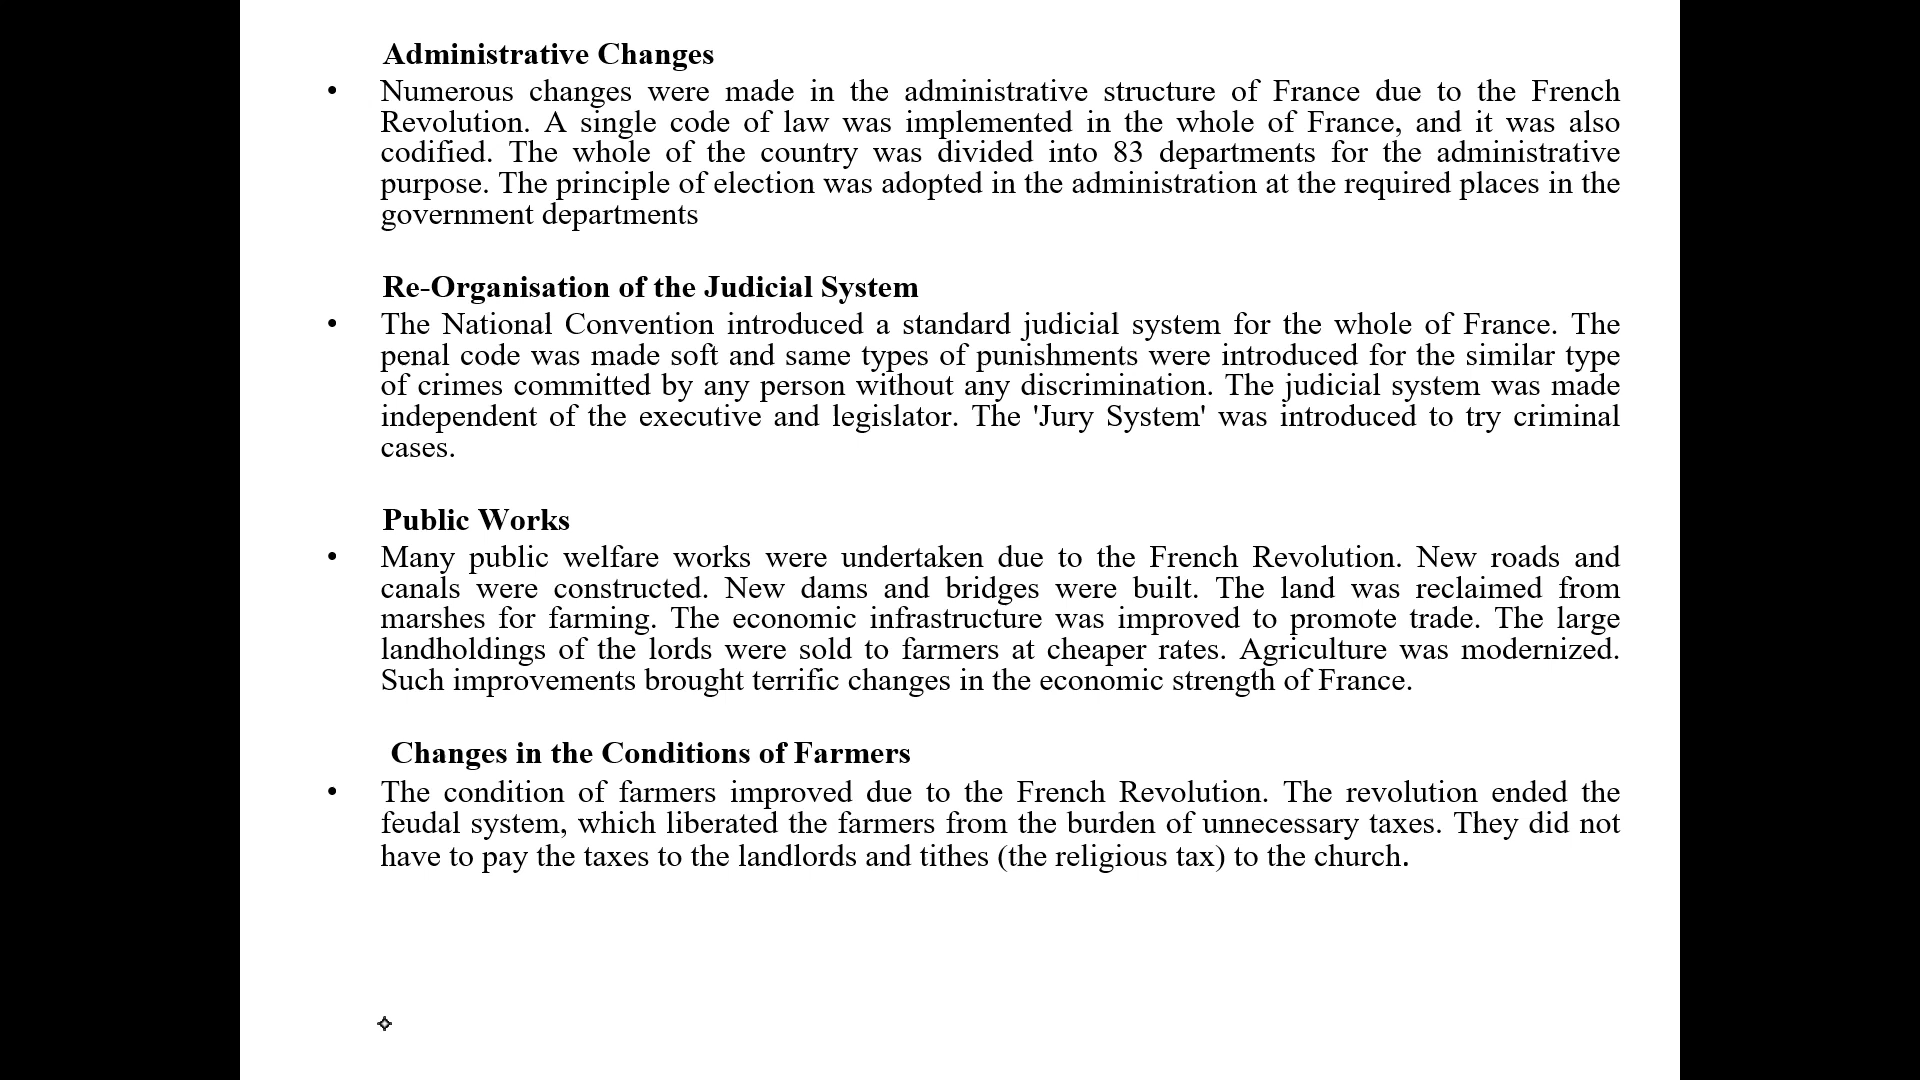 Administrative Changes
• Numerous changes were made in the administrative structure of France due to the French
Revolution. A single code of law was implemented in the whole of France, and it was also
codified. The whole of the country was divided into 83 departments for the administrative
purpose. The principle of election was adopted in the administration at the required places in the
government departments
Re-Organisation of the Judicial System
• The National Convention introduced a standard judicial system for the whole of France. The
penal code was made soft and same types of punishments were introduced for the similar type
of crimes committed by any person without any discrimination. The judicial system was made
independent of the executive and legislator. The 'Jury System' was introduced to try criminal
cases.
Public Works
• Many public welfare works were undertaken due to the French Revolution. New roads and
canals were constructed. New dams and bridges were built. The land was reclaimed from
marshes for farming. The economic infrastructure was improved to promote trade. The large
landholdings of the lords were sold to farmers at cheaper rates. Agriculture was modernized.
Such improvements brought terrific changes in the economic strength of France.
Changes in the Conditions of Farmers
• The condition of farmers improved due to the French Revolution. The revolution ended the
feudal system, which liberated the farmers from the burden of unnecessary taxes. They did not
have to pay the taxes to the landlords and tithes (the religious tax) to the church.